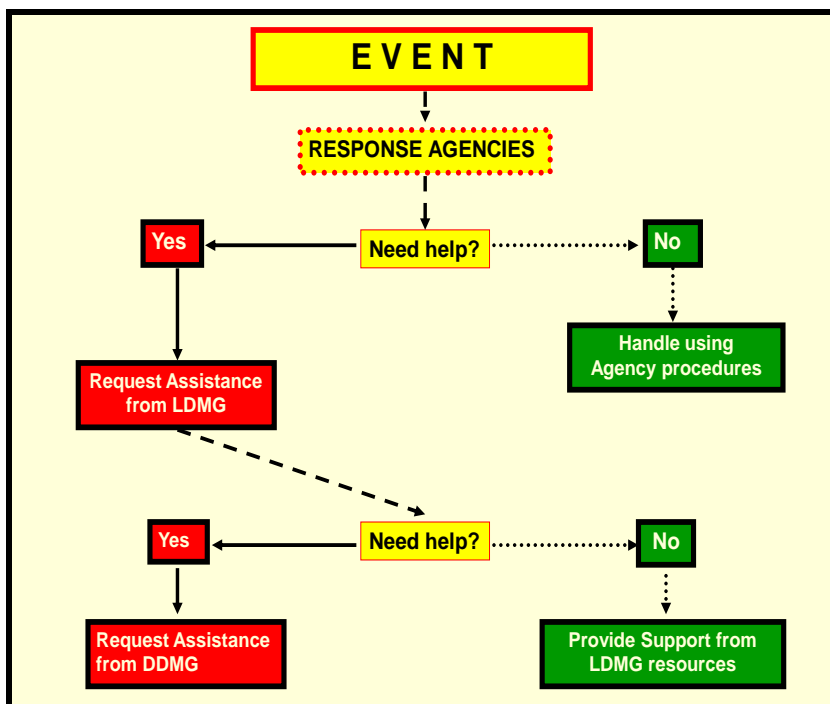 E V E N T
RESPONSE AGENCIES
Yes
Need help?
No
Handle using
Agency procedures
Request Assistance
from LDMG
Yes
Need help?
No
Request Assistance
from DDMG
Provide Support from
LDMG resources